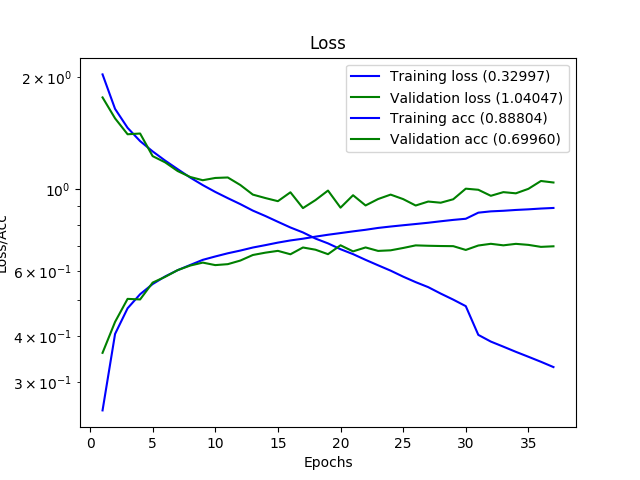 Loss
Training loss (0.32997)
Validation loss (1.04047)
Training acc (0.88804)
Validation acc (0.69960)
2 × 10⁰
10⁰
6 × 10⁻¹
4 × 10⁻¹
3 × 10⁻¹
Loss/Acc
0 5 10 15 20 25 30 35
Epochs